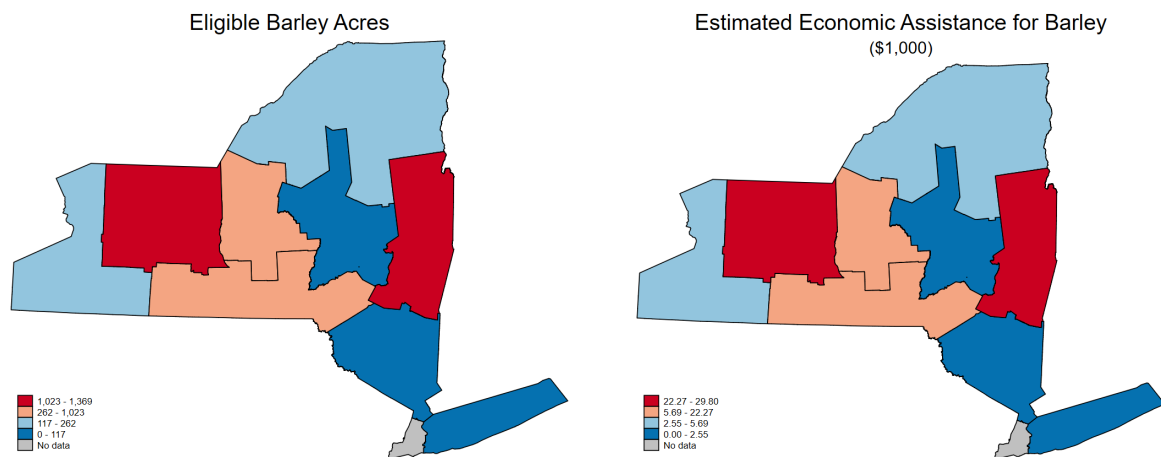 Eligible Barley Acres
1,023 - 1,369
262 - 1,023
117 - 262
0 - 117
No data
Estimated Economic Assistance for Barley
($1,000)
22.27 - 29.80
5.69 - 22.27
2.55 - 5.69
0.00 - 2.55
No data